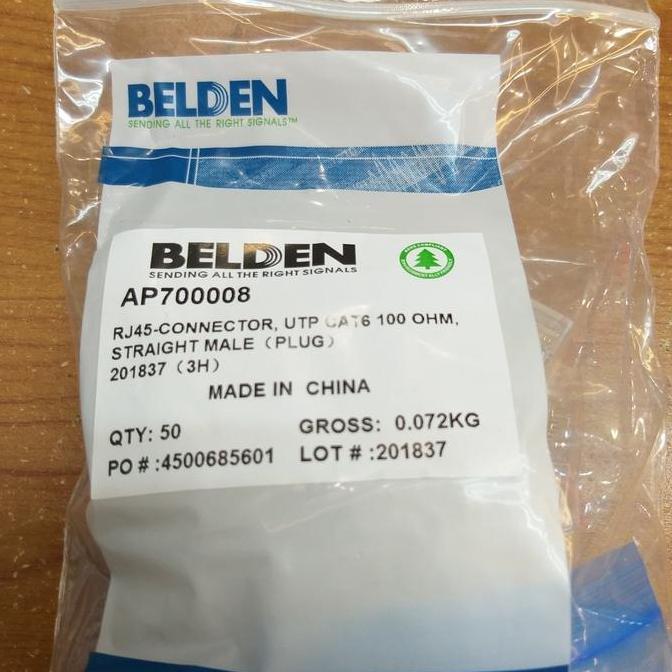 BELDEN
SENDING ALL THE RIGHT SIGNALS™
BELDEN
SENDING ALL THE RIGHT SIGNALS
AP700008
RJ45-CONNECTOR, UTP CAT6 100 OHM,
STRAIGHT MALE (PLUG)
201837 (3H)
MADE IN CHINA
QTY: 50 GROSS: 0.072KG
PO # :4500685601 LOT # :201837